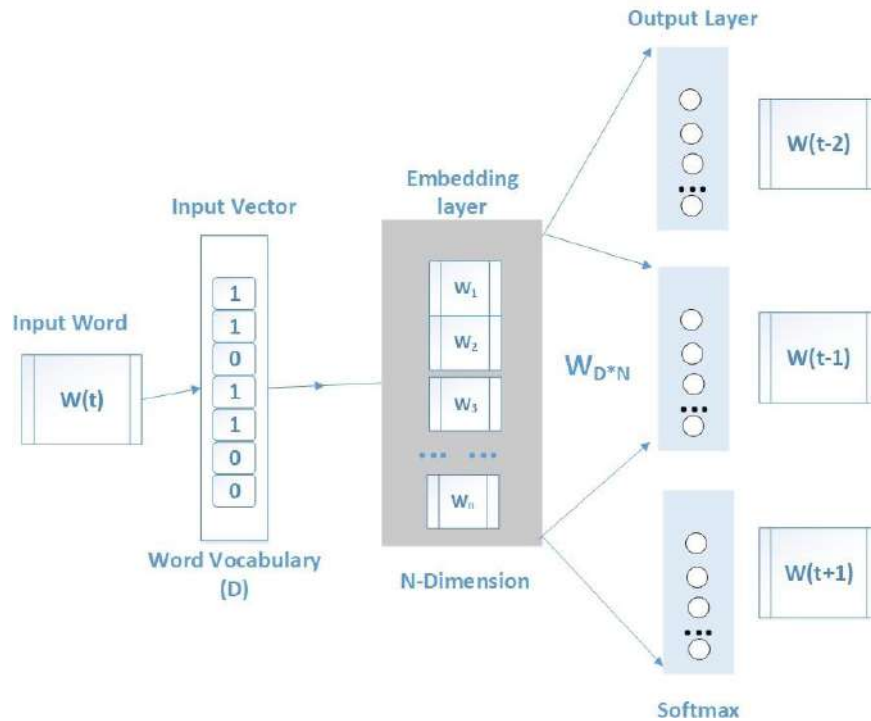 Output Layer
W(t-2)
Embedding
layer
Input Vector
W₁
1
Input Word
1
W₂
0
W(t-1)
W_D*N
W(t)
1
W₃
1
... ...
0
0
Wₙ
W(t+1)
Word Vocabulary
(D)
N-Dimension
Softmax